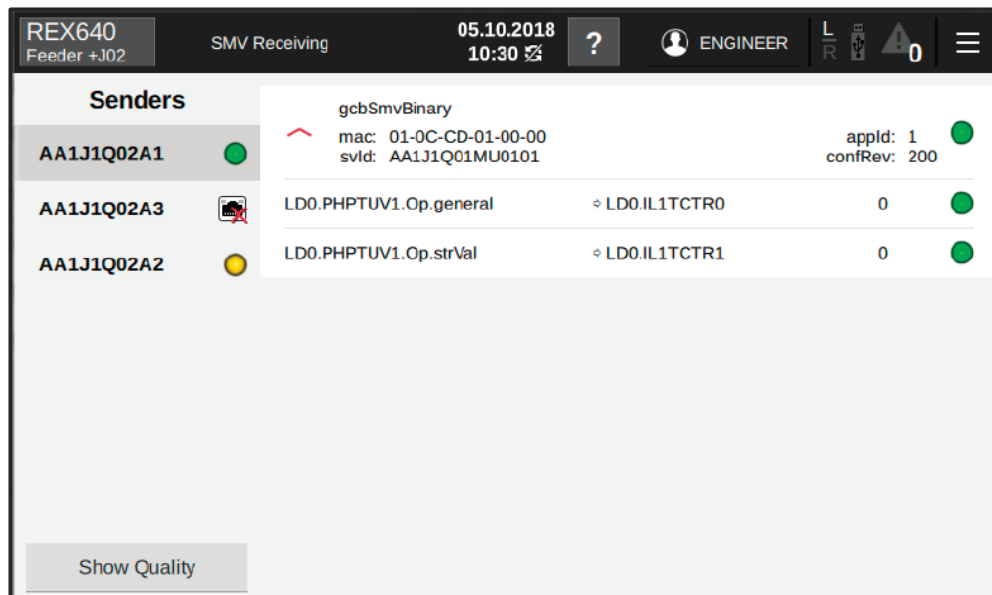 REX640
Feeder +J02
SMV Receiving
05.10.2018
10:30
?
ENGINEER
L
R
0
Senders
AA1J1Q02A1
AA1J1Q02A3
AA1J1Q02A2
gcbSmvBinary
mac: 01-0C-CD-01-00-00
svId: AA1J1Q01MU0101
appId: 1
confRev: 200
LD0.PHPTUV1.Op.general ⇨ LD0.IL1TCTR0 0
LD0.PHPTUV1.Op.strVal ⇨ LD0.IL1TCTR1 0
Show Quality